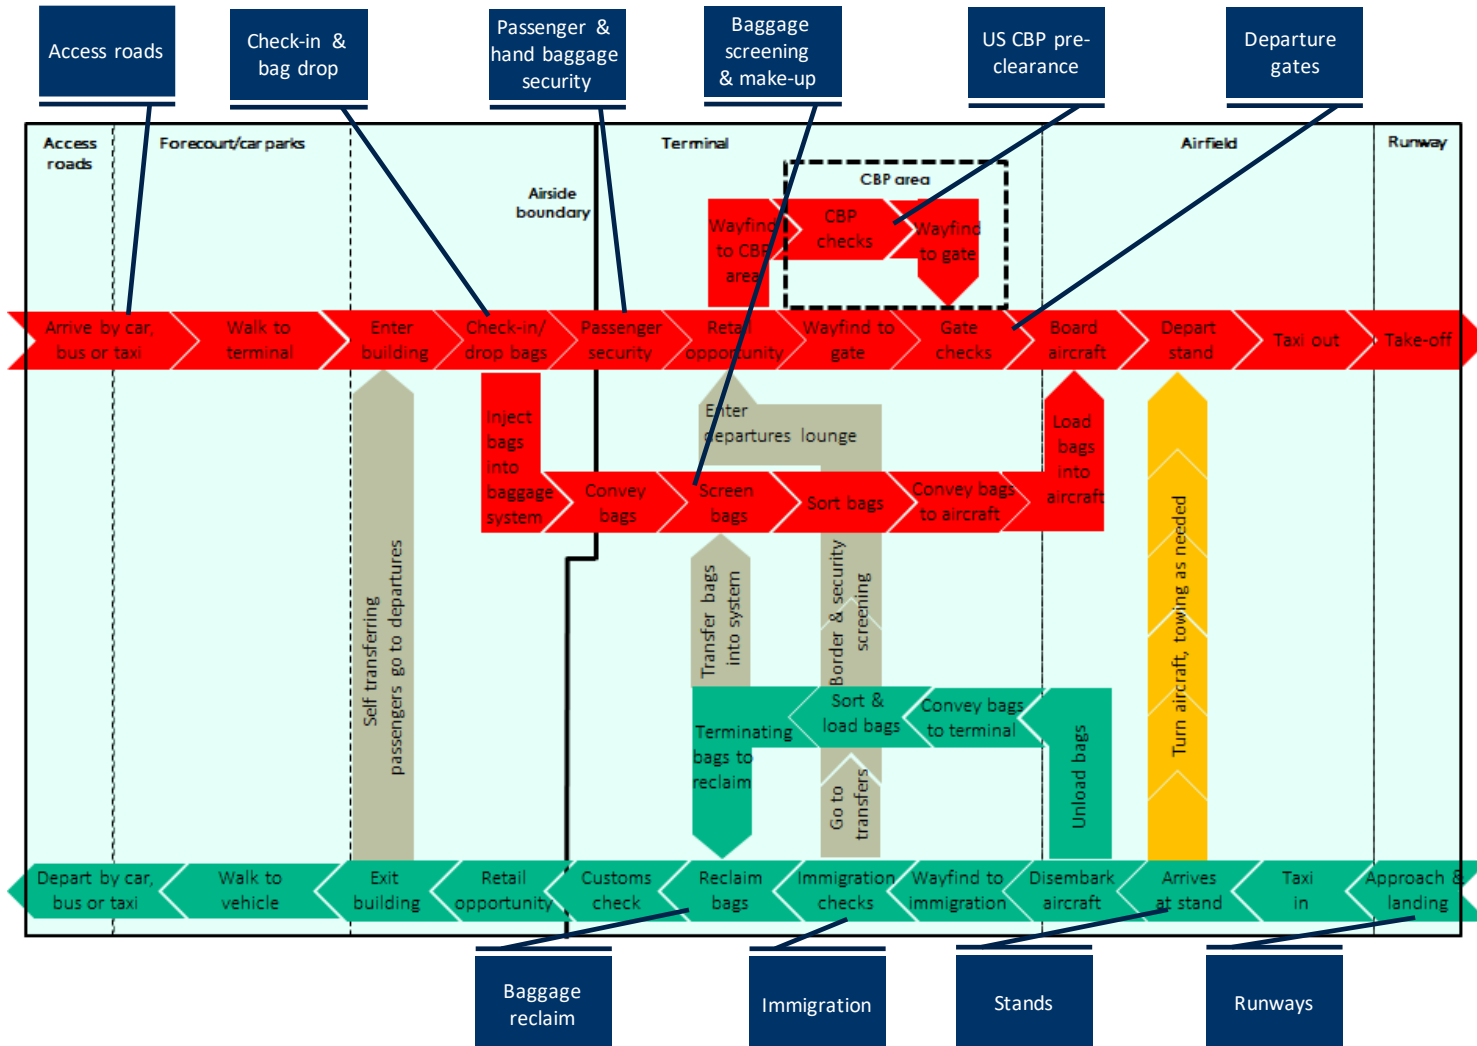 Access roads
Check-in &
bag drop
Passenger &
hand baggage
security
Baggage
screening
& make-up
US CBP pre-
clearance
Departure
gates
Access
roads
Forecourt/car parks
Terminal
Airfield
Runway
Airside
boundary
CBP area
Wayfind
to CBP
area
CBP
checks
Wayfind
to gate
Arrive by car,
bus or taxi
Walk to
terminal
Enter
building
Check-in/
drop bags
Passenger
security
Retail
opportunity
Wayfind to
gate
Gate
checks
Board
aircraft
Depart
stand
Taxi out
Take-off
Inject
bags
into
baggage
system
Convey
bags
Screen
bags
Sort bags
Convey bags
to aircraft
Load
bags
into
aircraft
Enter
departures lounge
Self transferring
passengers go to departures
Transfer bags
into system
Border & security
screening
Turn aircraft, towing as needed
Terminating
bags to
reclaim
Sort &
load bags
Convey bags
to terminal
Unload bags
Go to
transfers
Depart by car,
bus or taxi
Walk to
vehicle
Exit
building
Retail
opportunity
Customs
check
Reclaim
bags
Immigration
checks
Wayfind to
immigration
Disembark
aircraft
Arrives
at stand
Taxi
in
Approach &
landing
Baggage
reclaim
Immigration
Stands
Runways